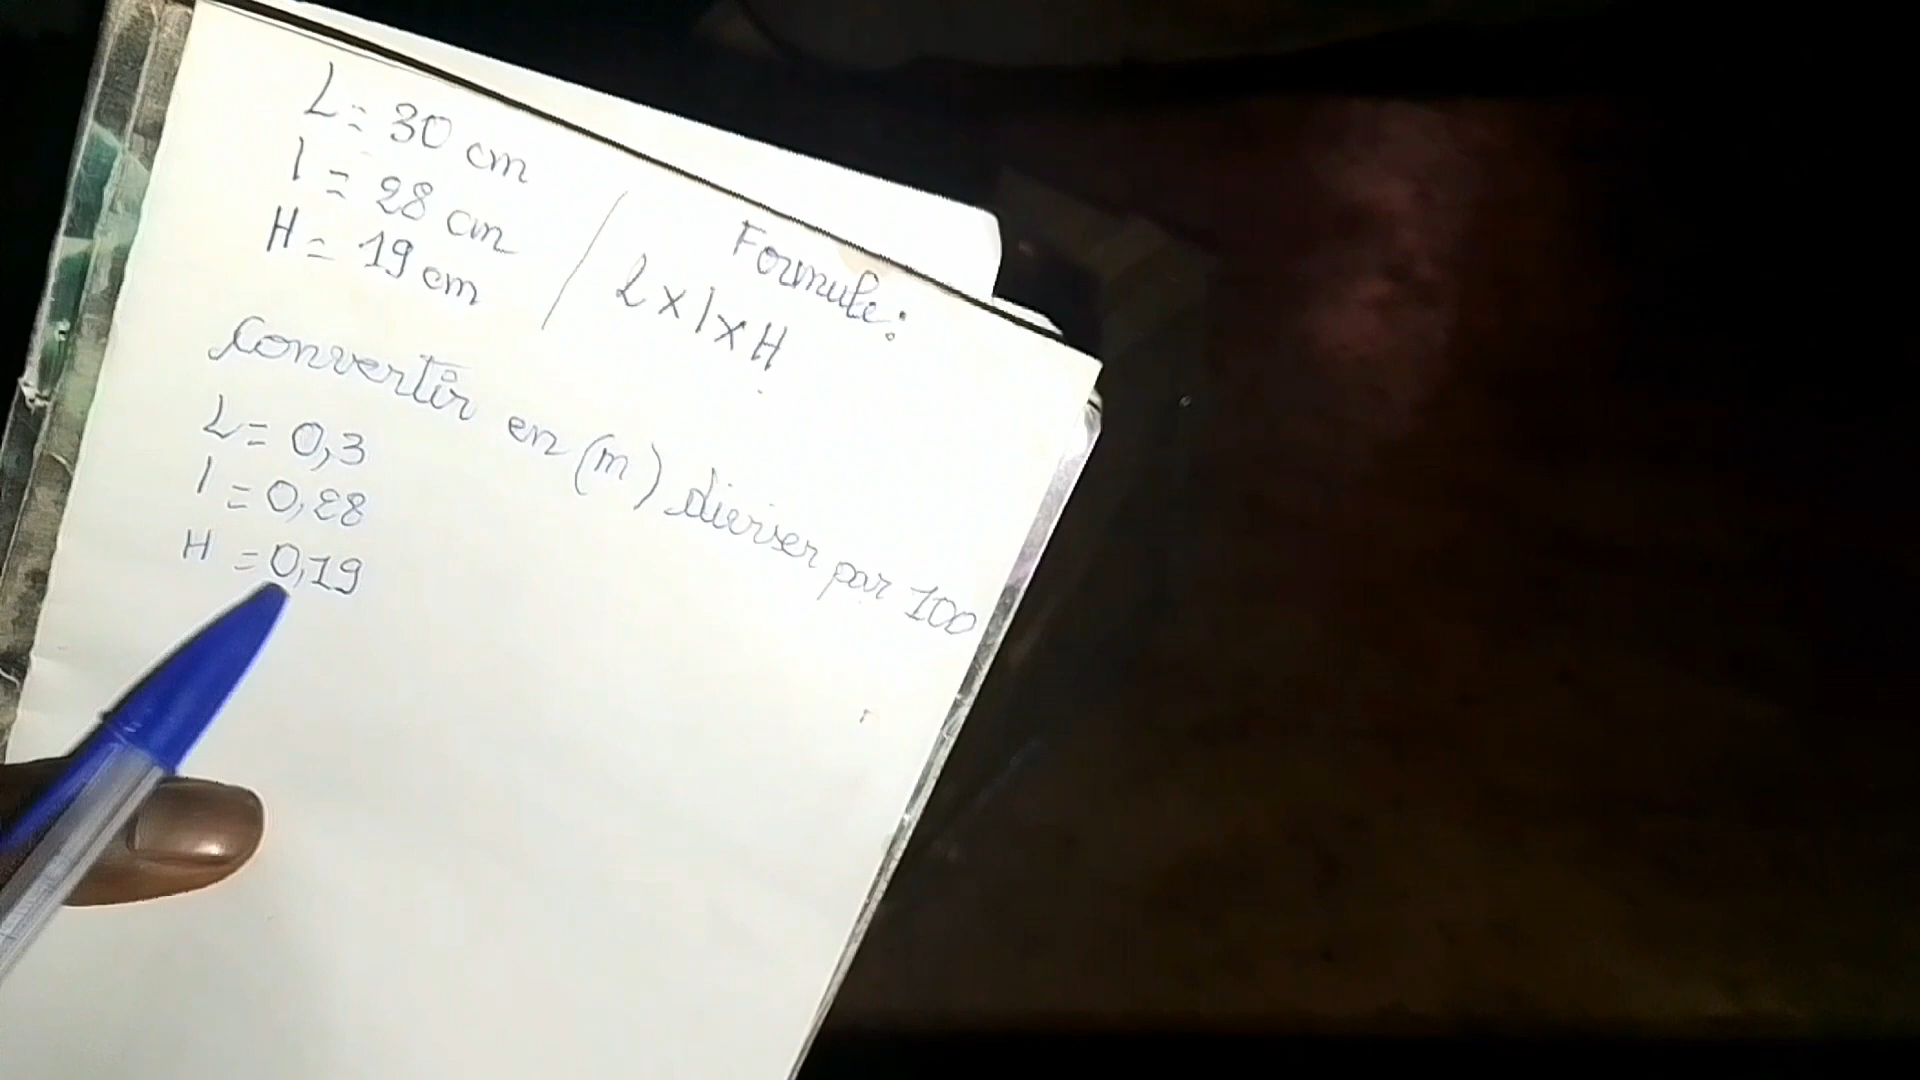 L = 30 cm
l = 28 cm
H = 19 cm
Formule :
L x l x H
Convertir en (m) diviser par 100
L = 0,3
l = 0,28
H = 0,19